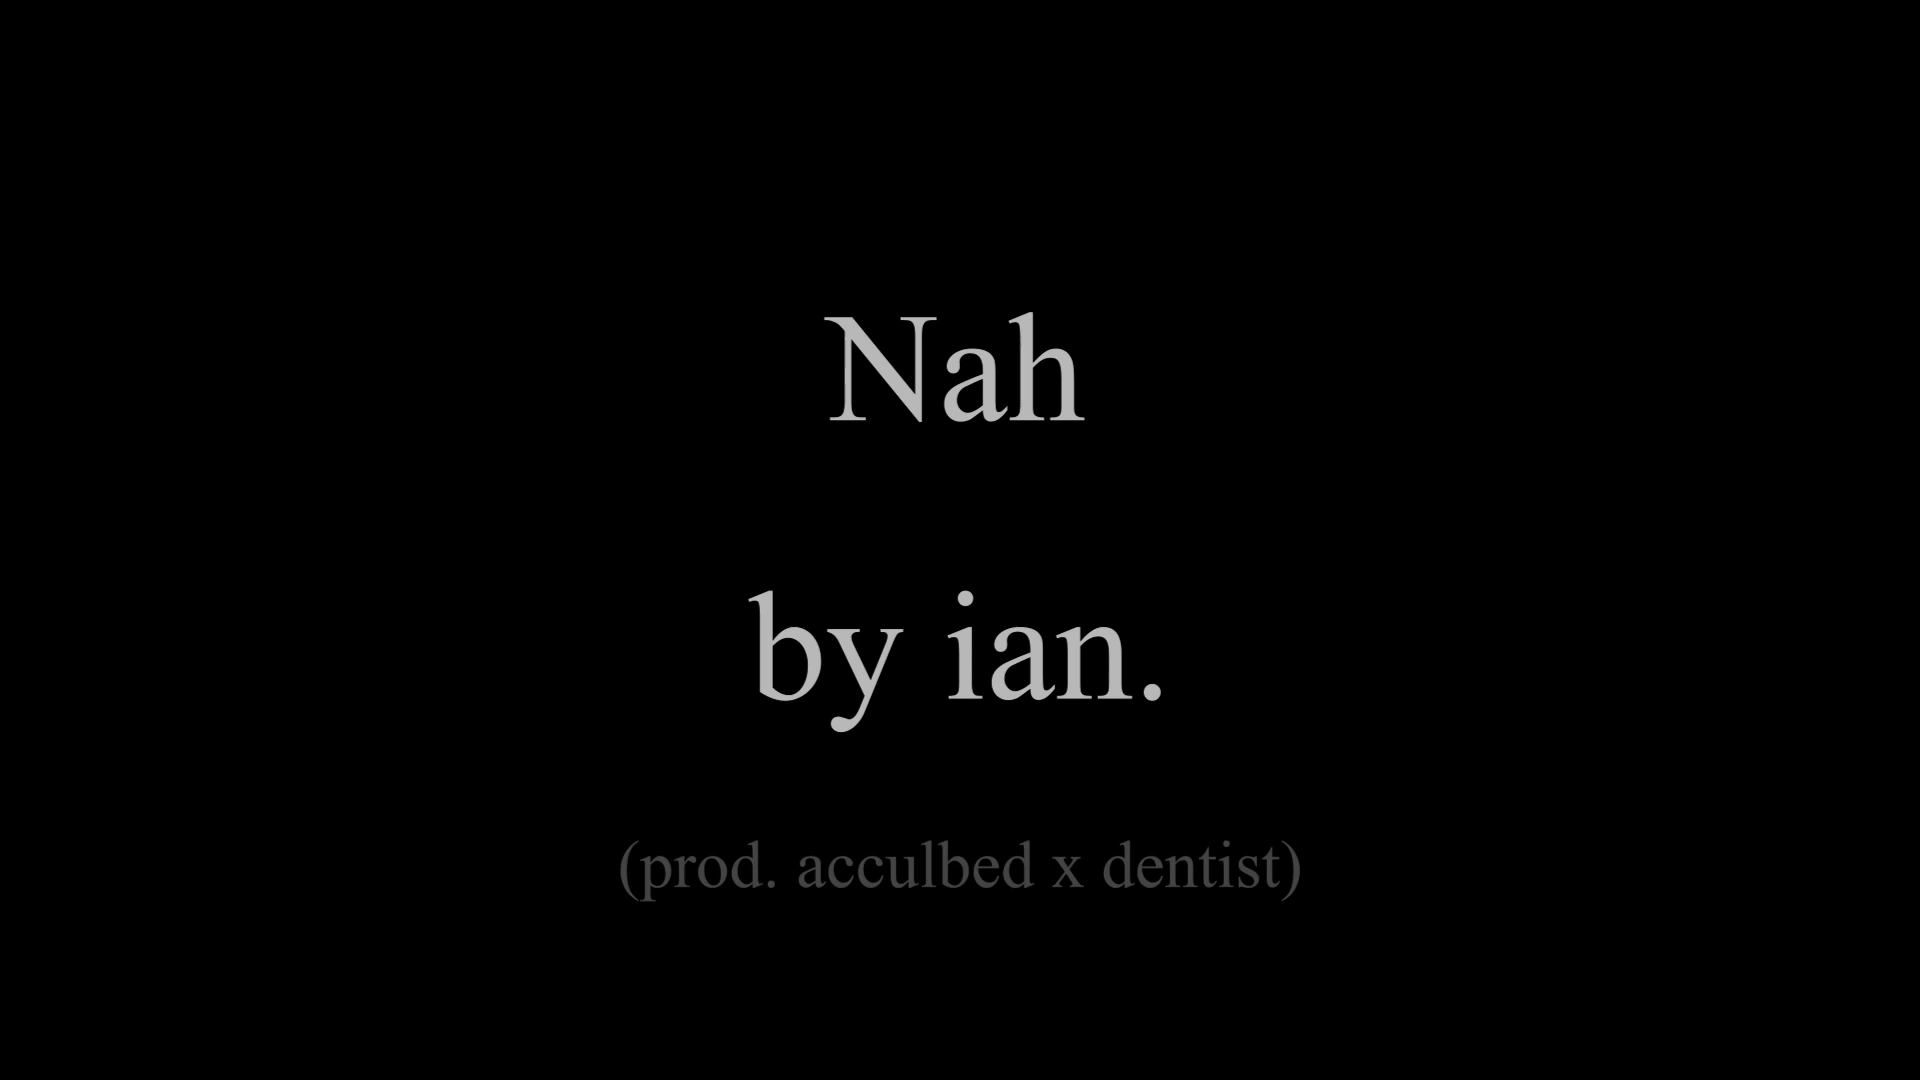 Nah
by ian.
(prod. acculbed x dentist)